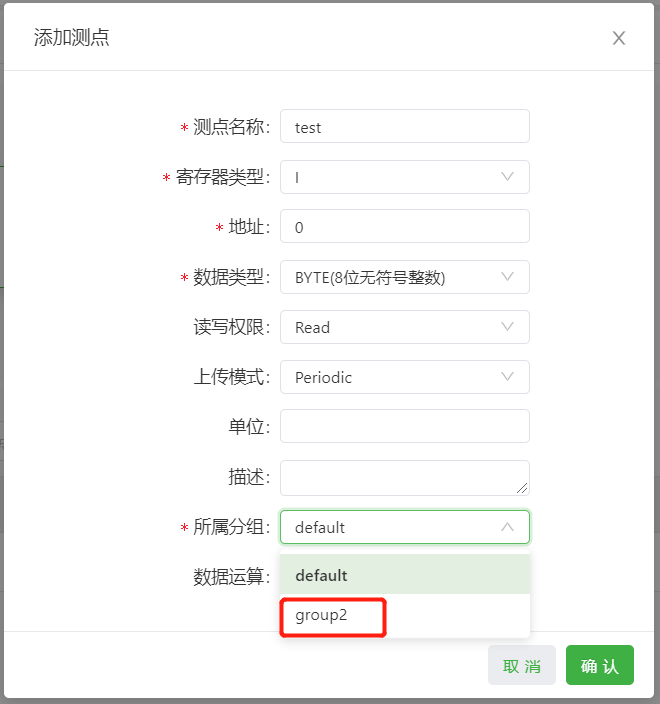 添加测点
* 测点名称: test
* 寄存器类型: I
* 地址: 0
* 数据类型: BYTE(8位无符号整数)
读写权限: Read
上传模式: Periodic
单位:
描述:
* 所属分组: default
数据运算: default
group2
取 消 确 认